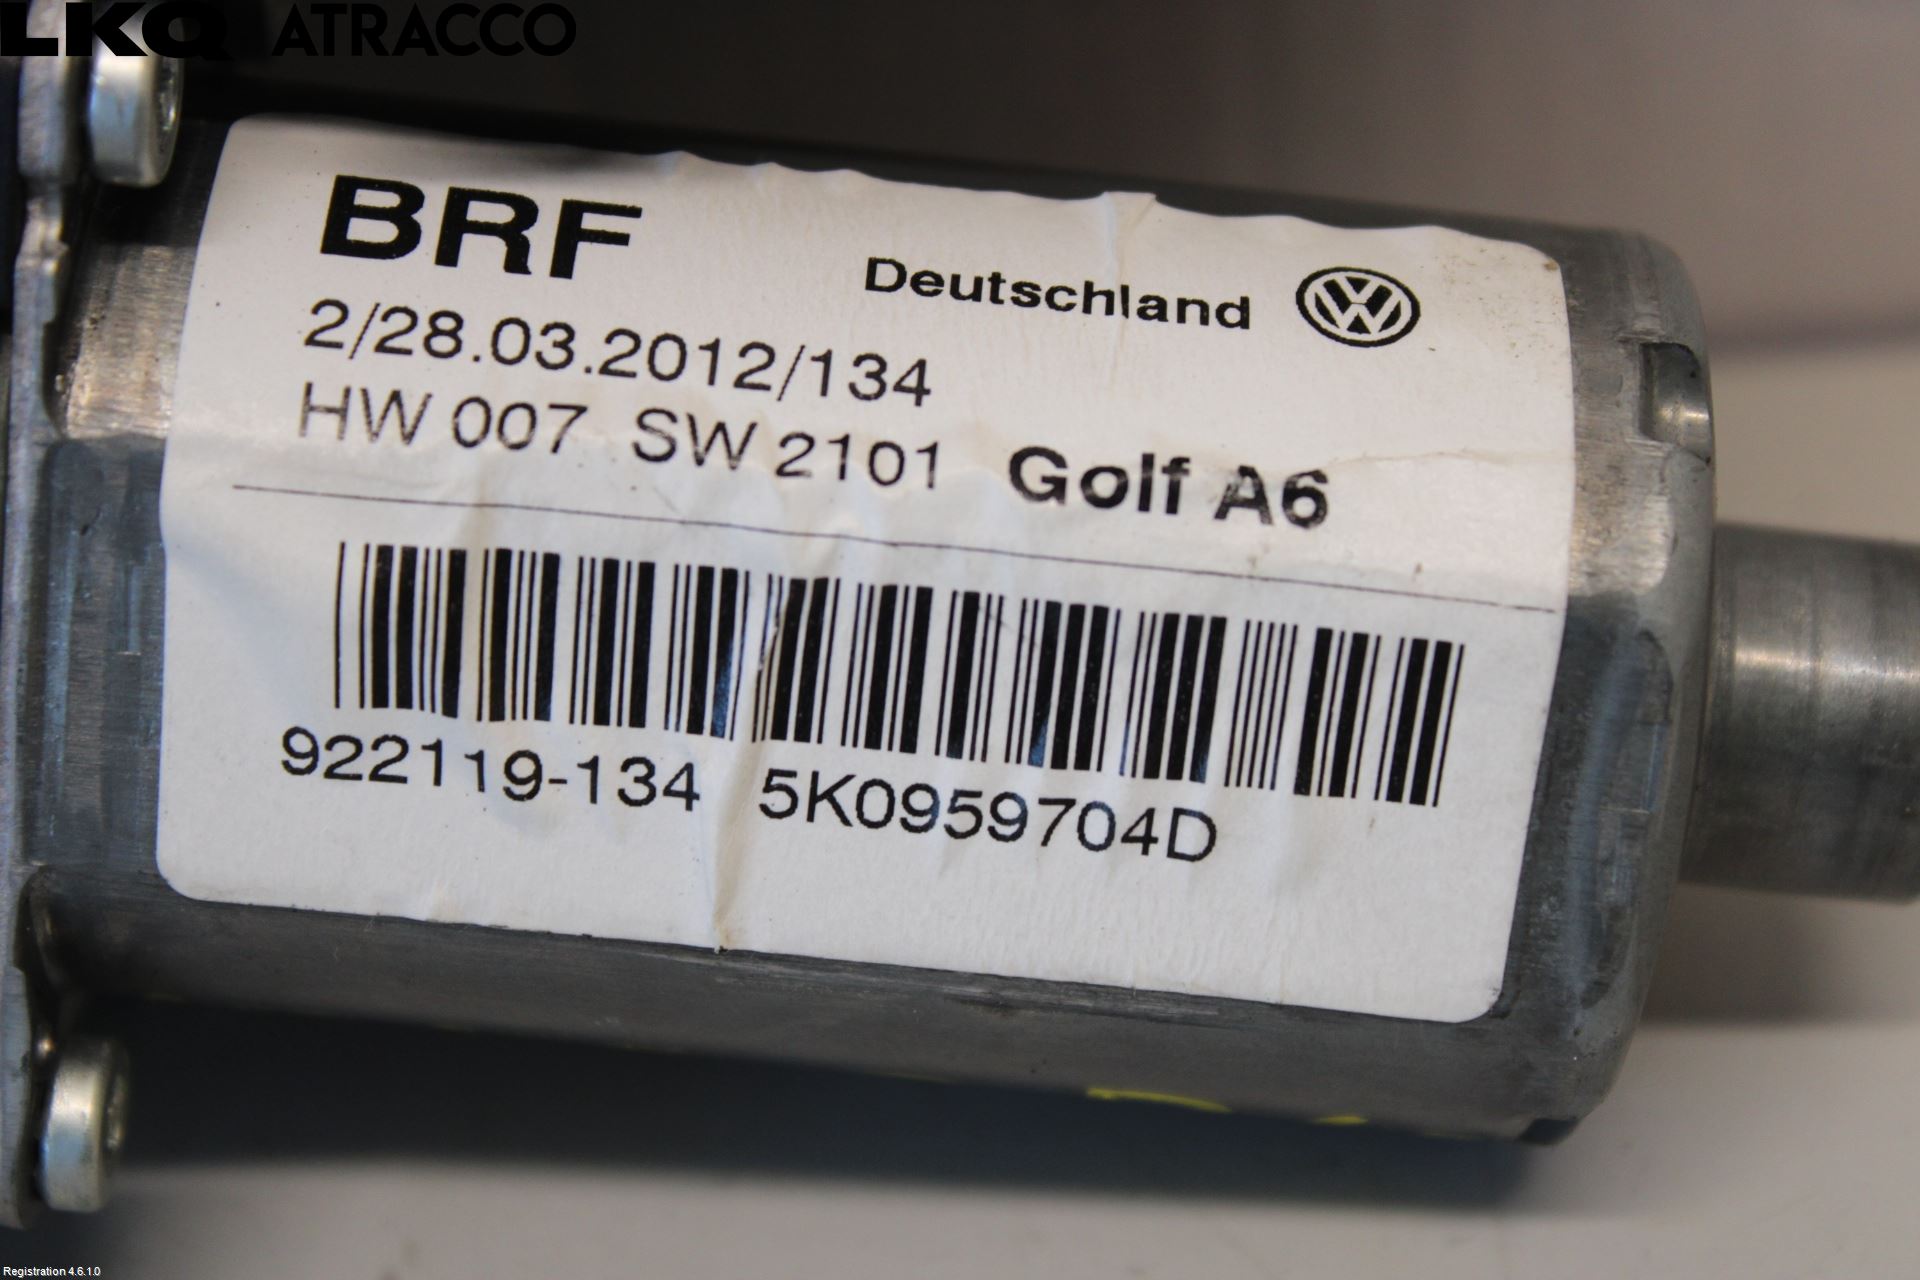 LKQ ATRACCO
BRF
Deutschland VW
2/28.03.2012/134
HW 007 SW 2101 Golf A6
922119-134 5K0959704D
Registration 4.6.1.0